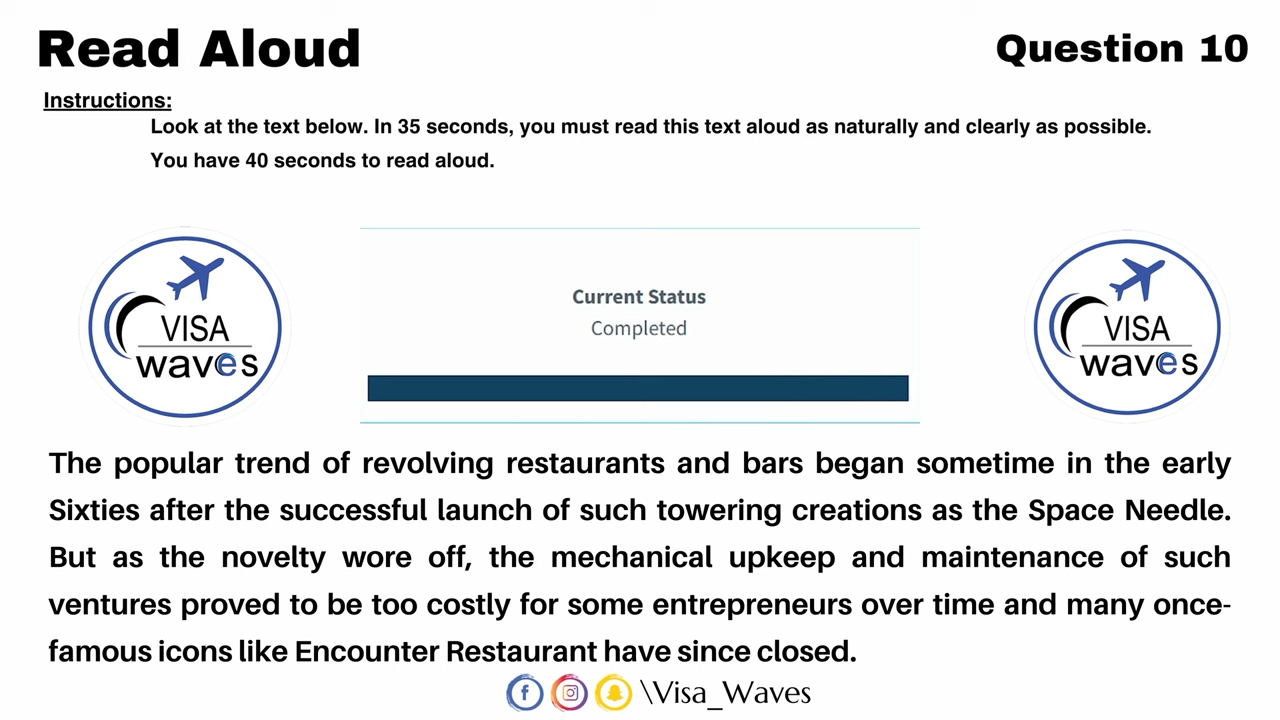 Read Aloud
Question 10
Instructions:
Look at the text below. In 35 seconds, you must read this text aloud as naturally and clearly as possible.
You have 40 seconds to read aloud.
VISA
waves
Current Status
Completed
VISA
waves
The popular trend of revolving restaurants and bars began sometime in the early
Sixties after the successful launch of such towering creations as the Space Needle.
But as the novelty wore off, the mechanical upkeep and maintenance of such
ventures proved to be too costly for some entrepreneurs over time and many once-
famous icons like Encounter Restaurant have since closed.
\Visa_Waves